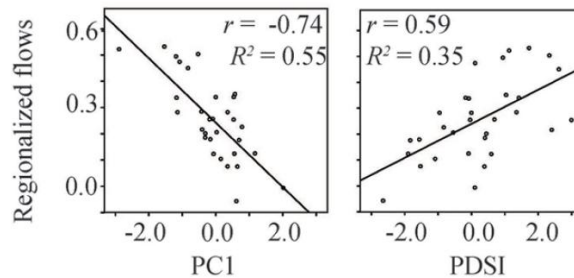 Regionalized flows
0.6
0.3
0.0
r = -0.74
R² = 0.55
-2.0 0.0 2.0
PC1
r = 0.59
R² = 0.35
-2.0 0.0 2.0
PDSI